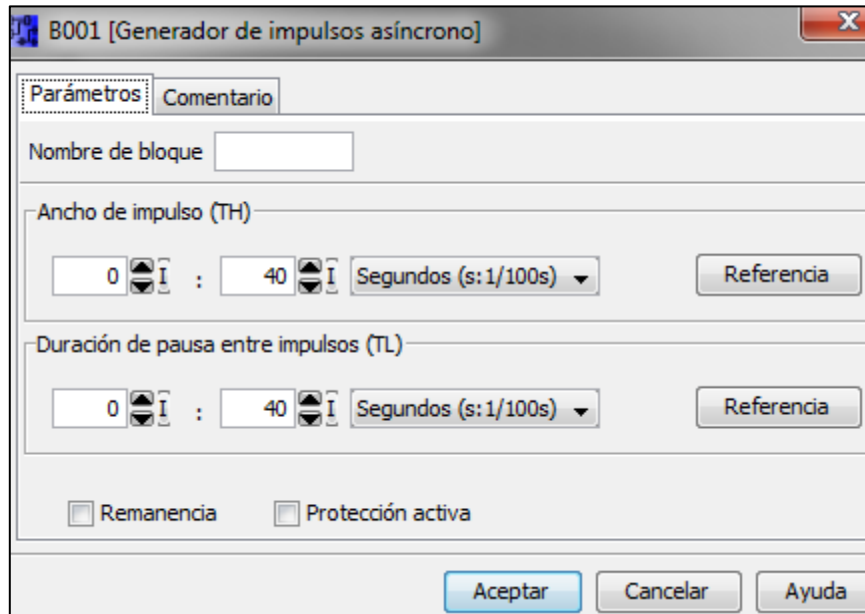 B001 [Generador de impulsos asíncrono]
Parámetros Comentario
Nombre de bloque
Ancho de impulso (TH)
0 : 40 Segundos (s:1/100s) Referencia
Duración de pausa entre impulsos (TL)
0 : 40 Segundos (s:1/100s) Referencia
Remanencia Protección activa
Aceptar Cancelar Ayuda